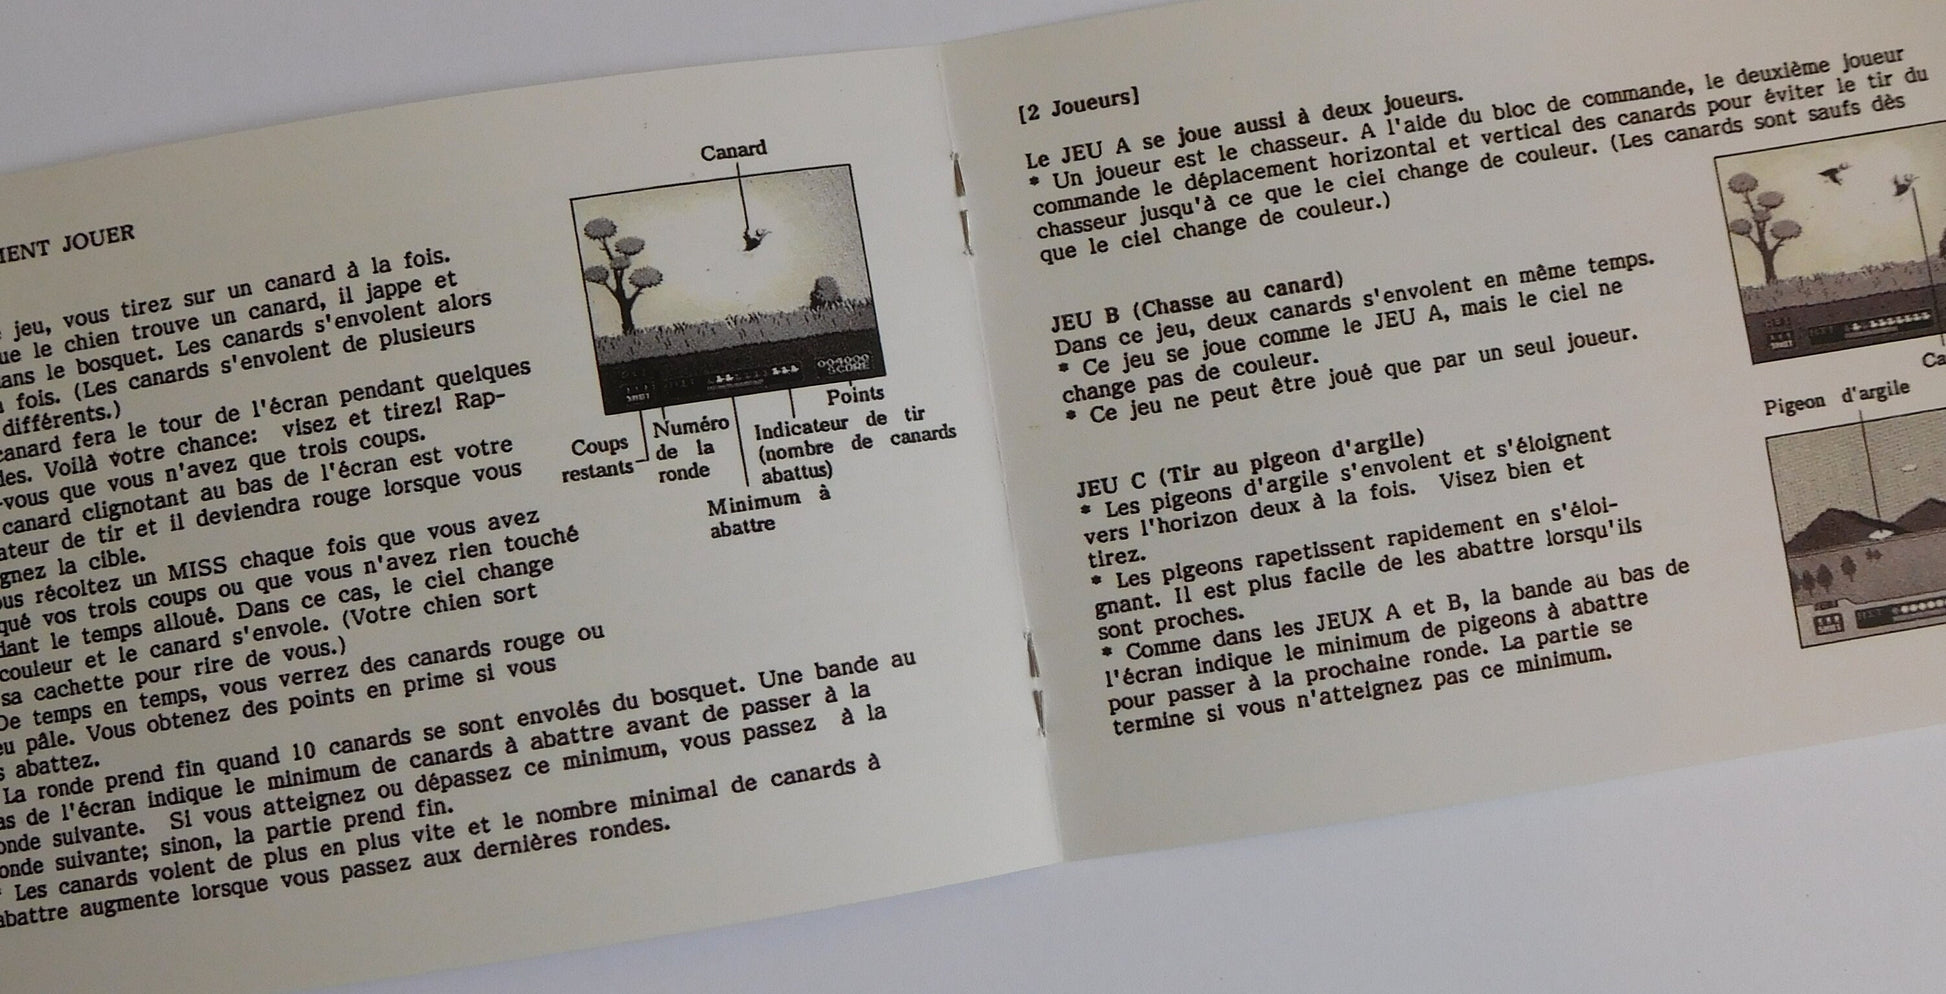 MENT JOUER
jeu, vous tirez sur un canard à la fois.
ue le chien trouve un canard, il jappe et
ans le bosquet. Les canards s'envolent alors
fois. (Les canards s'envolent de plusieurs
différents.)
canard fera le tour de l'écran pendant quelques
des. Voilà votre chance: visez et tirez! Rap-
-vous que vous n'avez que trois coups.
canard clignotant au bas de l'écran est votre
ateur de tir et il deviendra rouge lorsque vous
gnez la cible.
ous récoltez un MISS chaque fois que vous avez
qué vos trois coups ou que vous n'avez rien touché
dant le temps alloué. Dans ce cas, le ciel change
couleur et le canard s'envole. (Votre chien sort
sa cachette pour rire de vous.)
De temps en temps, vous verrez des canards rouge ou
eu pâle. Vous obtenez des points en prime si vous
s abattez.
La ronde prend fin quand 10 canards se sont envolés du bosquet. Une bande au
as de l'écran indique le minimum de canards à abattre avant de passer à la
onde suivante. Si vous atteignez ou dépassez ce minimum, vous passez à la
onde suivante; sinon, la partie prend fin.
* Les canards volent de plus en plus vite et le nombre minimal de canards à
abattre augmente lorsque vous passez aux dernières rondes.
Canard
004000
SCORE
SHOT
Coups
restants
Numéro
de la
ronde
Minimum à
abattre
Indicateur de tir
(nombre de canards
abattus)
Points
[2 Joueurs]
Le JEU A se joue aussi à deux joueurs.
* Un joueur est le chasseur. A l'aide du bloc de commande, le deuxième joueur
commande le déplacement horizontal et vertical des canards pour éviter le tir du
chasseur jusqu'à ce que le ciel change de couleur. (Les canards sont saufs dès
que le ciel change de couleur.)
JEU B (Chasse au canard)
Dans ce jeu, deux canards s'envolent en même temps.
* Ce jeu se joue comme le JEU A, mais le ciel ne
change pas de couleur.
* Ce jeu ne peut être joué que par un seul joueur.
JEU C (Tir au pigeon d'argile)
* Les pigeons d'argile s'envolent et s'éloignent
vers l'horizon deux à la fois. Visez bien et
tirez.
* Les pigeons rapetissent rapidement en s'éloi-
gnant. Il est plus facile de les abattre lorsqu'ils
sont proches.
* Comme dans les JEUX A et B, la bande au bas de
l'écran indique le minimum de pigeons à abattre
pour passer à la prochaine ronde. La partie se
termine si vous n'atteignez pas ce minimum.
SHOT
Ca
Pigeon d'argile
SHOT